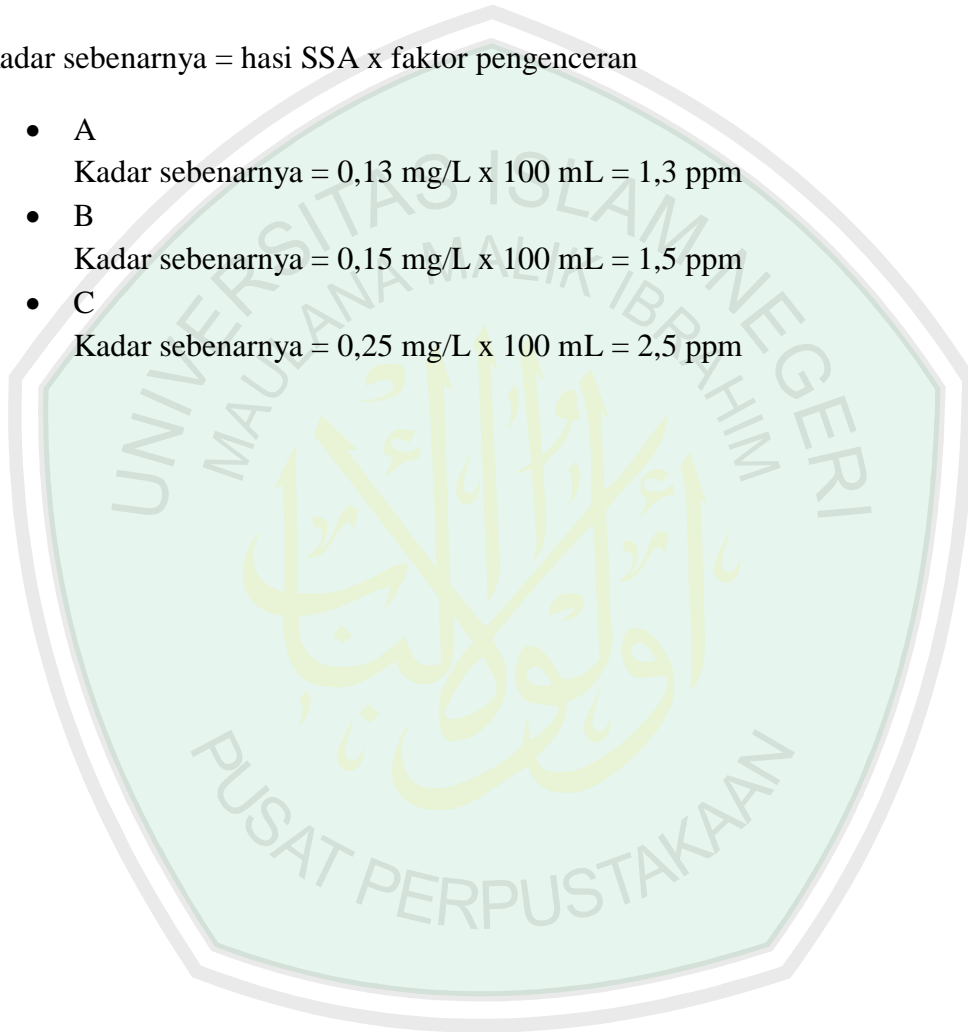 adar sebenarnya = hasi SSA x faktor pengenceran
• A
Kadar sebenarnya = 0,13 mg/L x 100 mL = 1,3 ppm
• B
Kadar sebenarnya = 0,15 mg/L x 100 mL = 1,5 ppm
• C
Kadar sebenarnya = 0,25 mg/L x 100 mL = 2,5 ppm
UNIVERSITAS ISLAM NEGERI
MAULANA MALIK IBRAHIM
أولو الألباب
PUSAT PERPUSTAKAAN